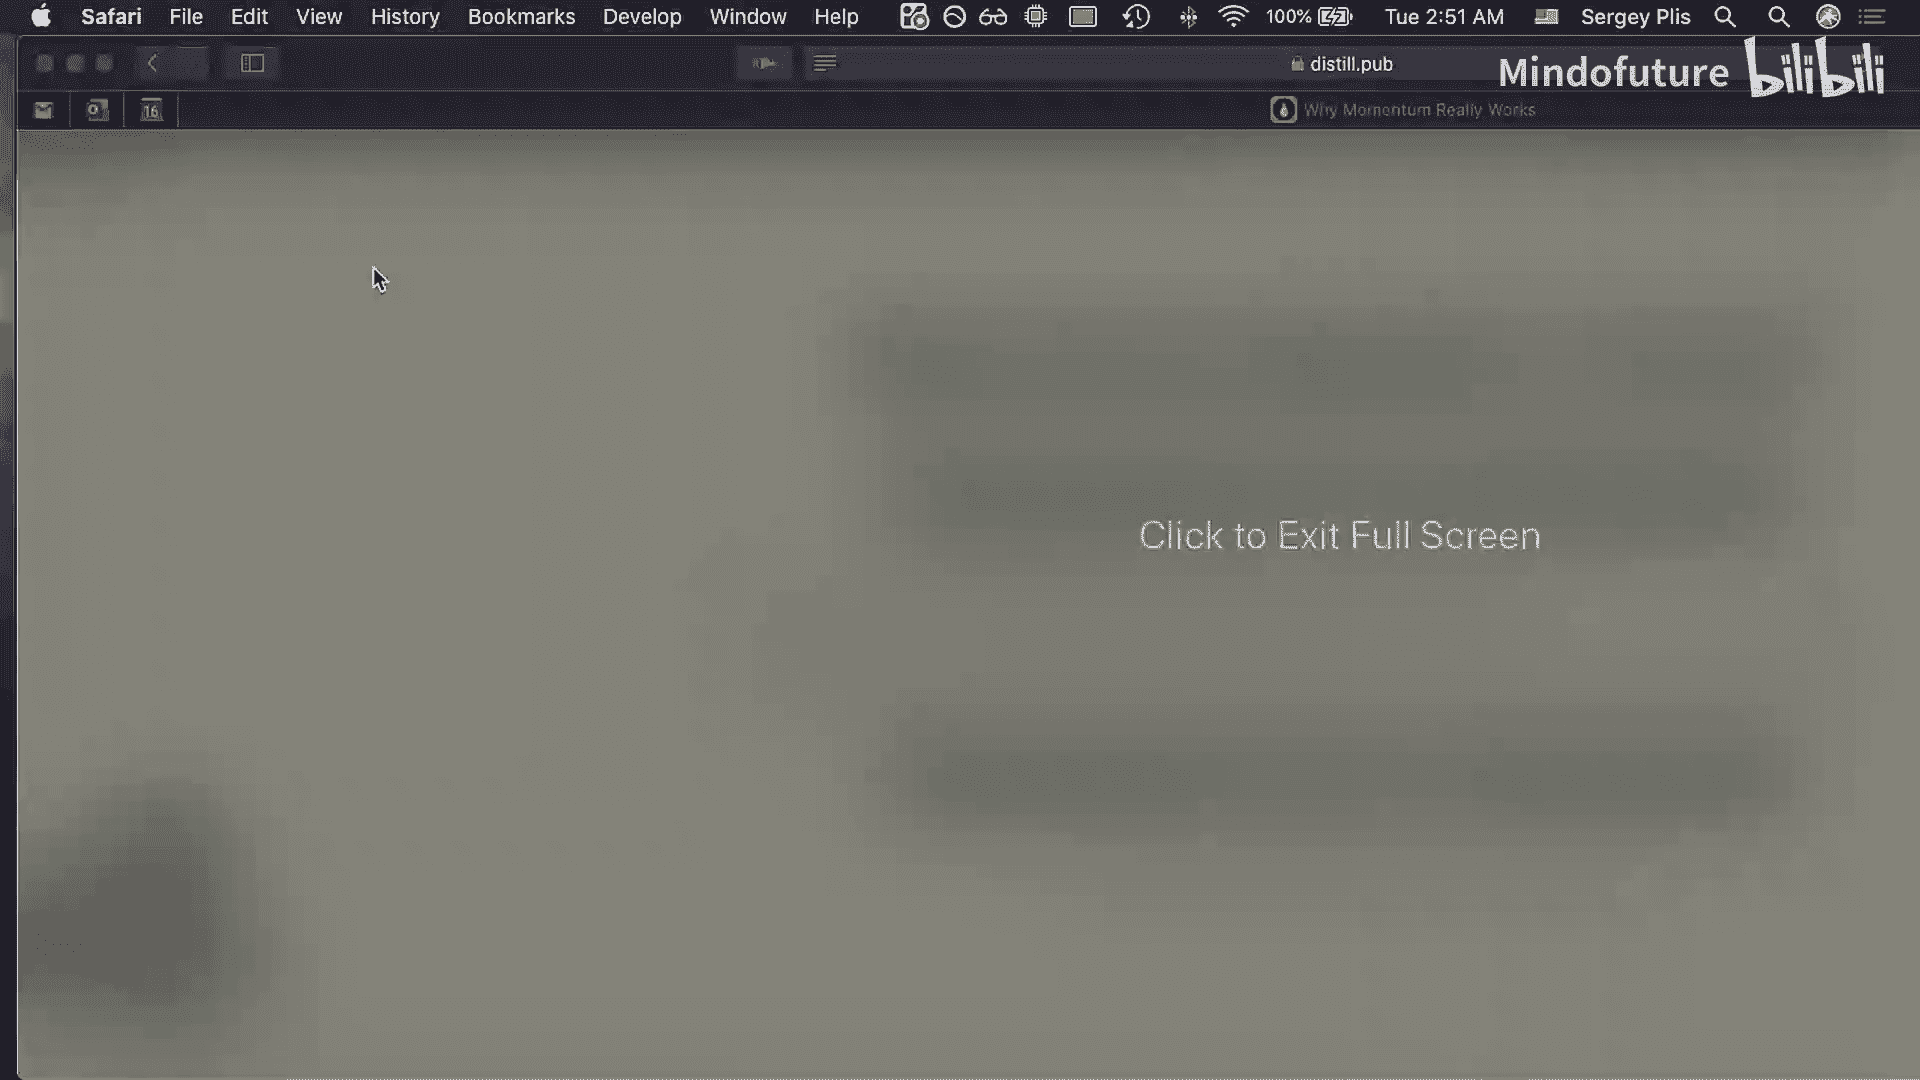 Safari File Edit View History Bookmarks Develop Window Help 100% Tue 2:51 AM Sergey Plis
distill.pub
Mindofuture bilibili
16 Why Momentum Really Works
Click to Exit Full Screen